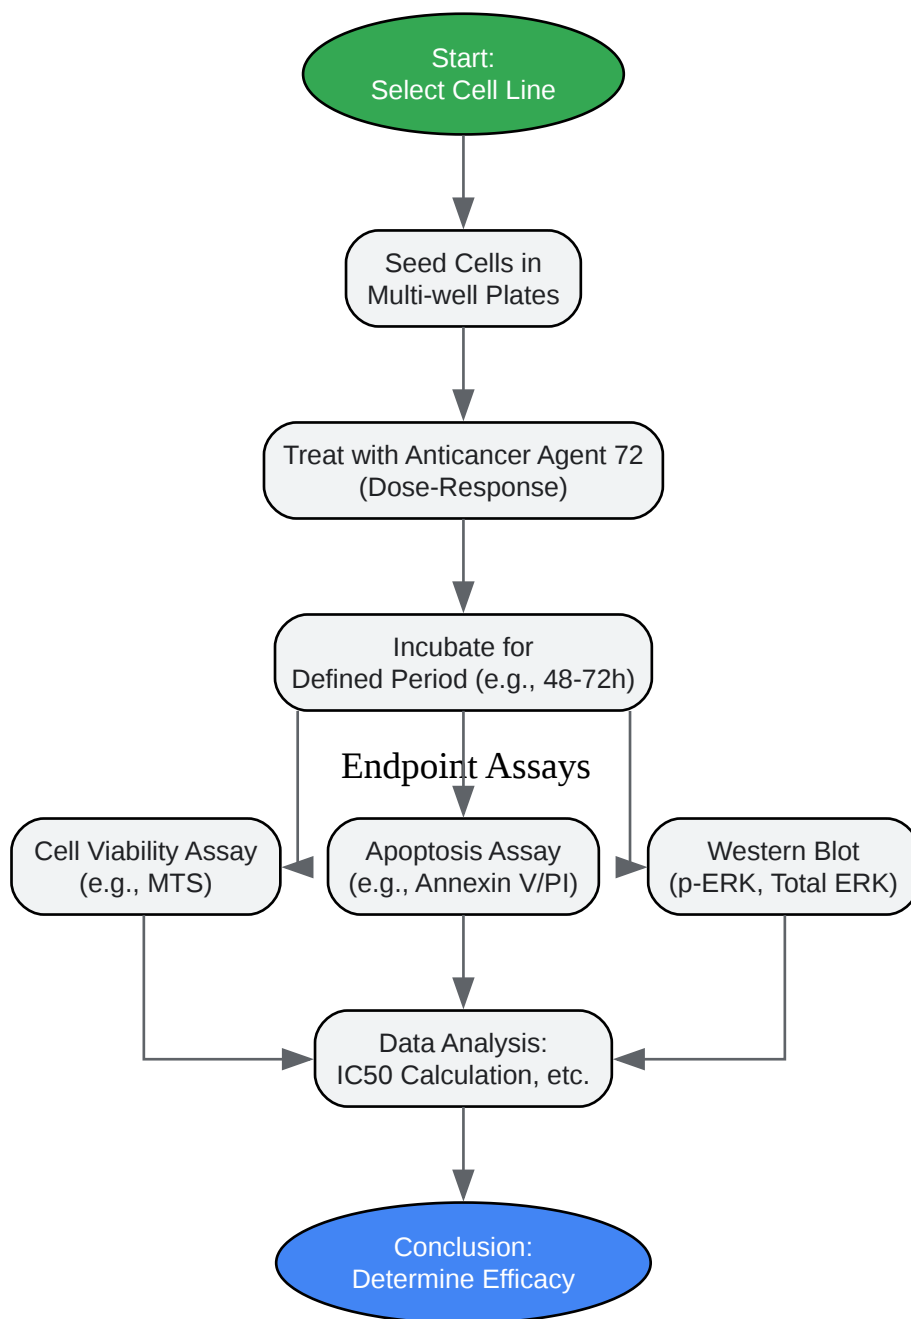 Start:
Select Cell Line
Seed Cells in
Multi-well Plates
Treat with Anticancer Agent 72
(Dose-Response)
Incubate for
Defined Period (e.g., 48-72h)
Endpoint Assays
Cell Viability Assay
(e.g., MTS)
Apoptosis Assay
(e.g., Annexin V/PI)
Western Blot
(p-ERK, Total ERK)
Data Analysis:
IC50 Calculation, etc.
Conclusion:
Determine Efficacy